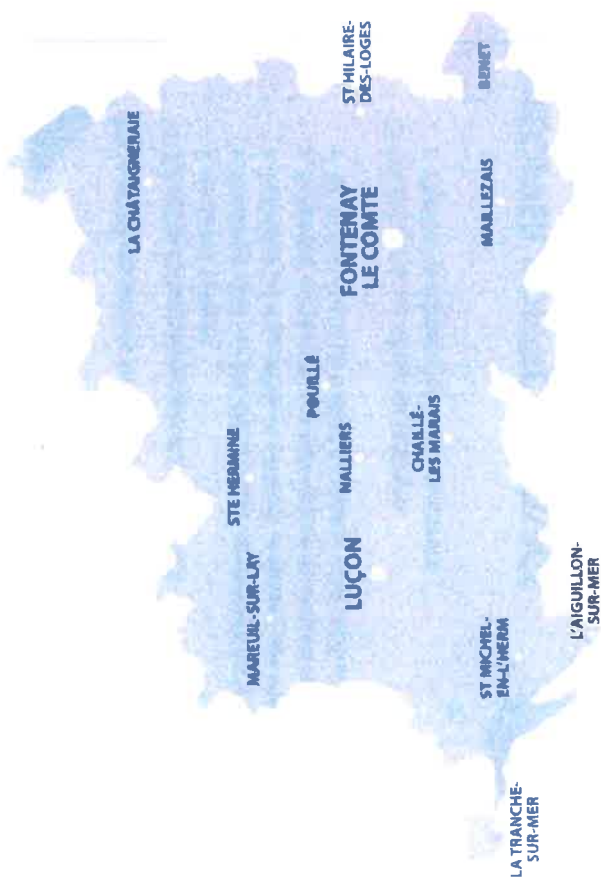 LA CHÂTAIGNERAIE
ST HILAIRE-
DES-LOGES
BENET
FONTENAY
LE COMTE
MAILLEZAIS
POUILLÉ
STE HERMINE
NALLIERS
CHAILLÉ-
LES MARAIS
MAREUIL-SUR-LAY
LUÇON
ST MICHEL-
EN-L'HERM
L'AIGUILLON-
SUR-MER
LA TRANCHE-
SUR-MER